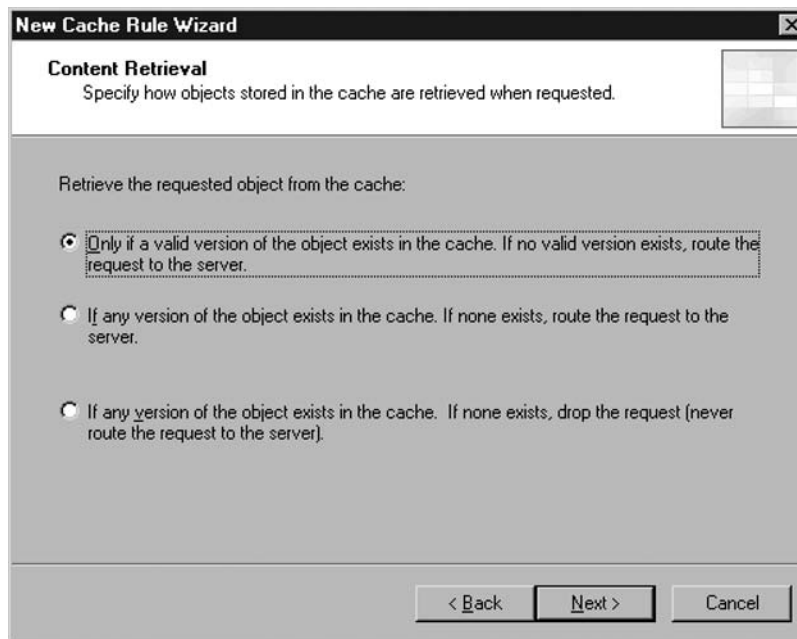 New Cache Rule Wizard
Content Retrieval
Specify how objects stored in the cache are retrieved when requested.
Retrieve the requested object from the cache:
Only if a valid version of the object exists in the cache. If no valid version exists, route the
request to the server.
If any version of the object exists in the cache. If none exists, route the request to the
server.
If any version of the object exists in the cache.  If none exists, drop the request (never
route the request to the server).
< Back
Next >
Cancel